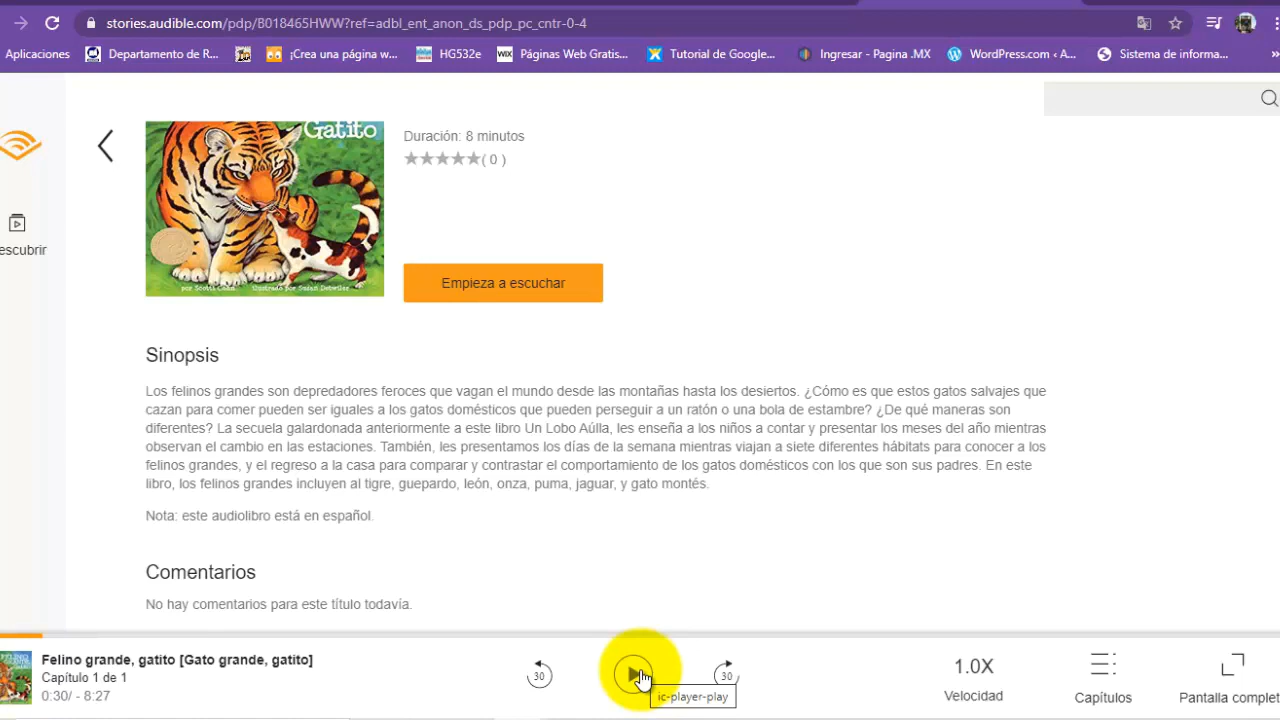 stories.audible.com/pdp/B018465HWW?ref=adbl_ent_anon_ds_pdp_pc_cntr-0-4
Aplicaciones Departamento de R... ¡Crea una página w... HG532e WIX Páginas Web Gratis... Tutorial de Google... Ingresar - Pagina .MX WordPress.com ‹ A... Sistema de informa... »
Gatito
por Scotti Cohn ilustrado por Susan Detwiler
Duración: 8 minutos
( 0 )
escubrir
Empieza a escuchar
Sinopsis
Los felinos grandes son depredadores feroces que vagan el mundo desde las montañas hasta los desiertos. ¿Cómo es que estos gatos salvajes que
cazan para comer pueden ser iguales a los gatos domésticos que pueden perseguir a un ratón o una bola de estambre? ¿De qué maneras son
diferentes? La secuela galardonada anteriormente a este libro Un Lobo Aúlla, les enseña a los niños a contar y presentar los meses del año mientras
observan el cambio en las estaciones. También, les presentamos los días de la semana mientras viajan a siete diferentes hábitats para conocer a los
felinos grandes, y el regreso a la casa para comparar y contrastar el comportamiento de los gatos domésticos con los que son sus padres. En este
libro, los felinos grandes incluyen al tigre, guepardo, león, onza, puma, jaguar, y gato montés.
Nota: este audiolibro está en español.
Comentarios
No hay comentarios para este título todavía.
Felino grande, gatito [Gato grande, gatito]
Capítulo 1 de 1
0:30/ - 8:27
30
30
ic-player-play
1.0X
Velocidad
Capítulos
Pantalla complet